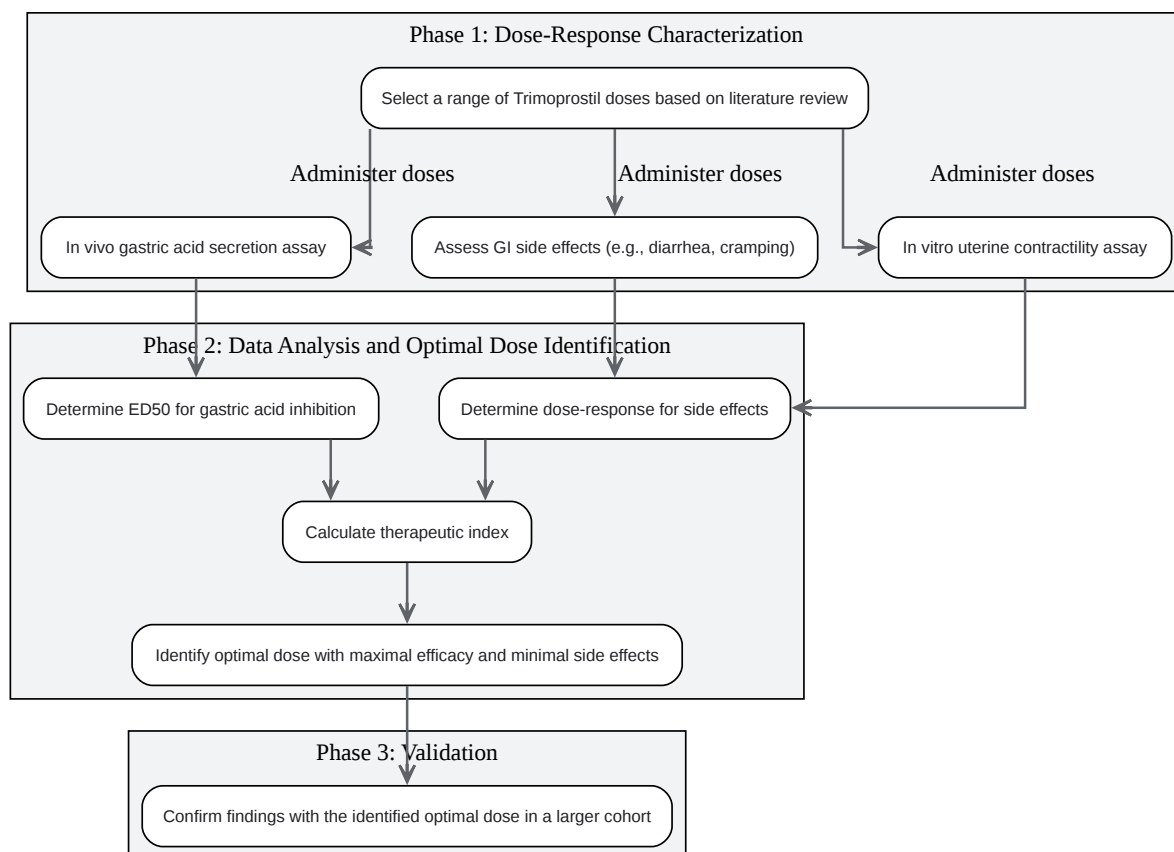 Phase 1: Dose-Response Characterization
Select a range of Trimoprostil doses based on literature review
Administer doses
Administer doses
Administer doses
In vivo gastric acid secretion assay
Assess GI side effects (e.g., diarrhea, cramping)
In vitro uterine contractility assay
Phase 2: Data Analysis and Optimal Dose Identification
Determine ED50 for gastric acid inhibition
Determine dose-response for side effects
Calculate therapeutic index
Identify optimal dose with maximal efficacy and minimal side effects
Phase 3: Validation
Confirm findings with the identified optimal dose in a larger cohort